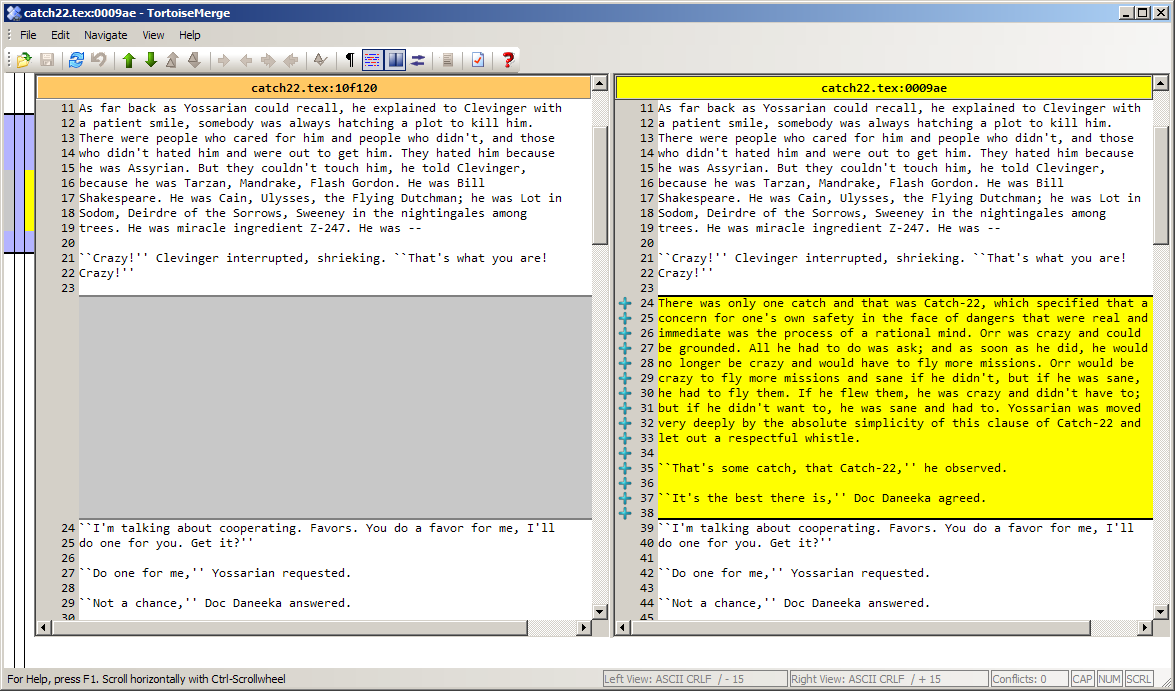 catch22.tex:0009ae - TortoiseMerge
File Edit Navigate View Help
catch22.tex:10f120
11 As far back as Yossarian could recall, he explained to Clevinger with
12 a patient smile, somebody was always hatching a plot to kill him.
13 There were people who cared for him and people who didn't, and those
14 who didn't hated him and were out to get him. They hated him because
15 he was Assyrian. But they couldn't touch him, he told Clevinger,
16 because he was Tarzan, Mandrake, Flash Gordon. He was Bill
17 Shakespeare. He was Cain, Ulysses, the Flying Dutchman; he was Lot in
18 Sodom, Deirdre of the Sorrows, Sweeney in the nightingales among
19 trees. He was miracle ingredient Z-247. He was --
20
21 ``Crazy!'' Clevinger interrupted, shrieking. ``That's what you are!
22 Crazy!''
23
24 ``I'm talking about cooperating. Favors. You do a favor for me, I'll
25 do one for you. Get it?''
26
27 ``Do one for me,'' Yossarian requested.
28
29 ``Not a chance,'' Doc Daneeka answered.
30
catch22.tex:0009ae
11 As far back as Yossarian could recall, he explained to Clevinger with
12 a patient smile, somebody was always hatching a plot to kill him.
13 There were people who cared for him and people who didn't, and those
14 who didn't hated him and were out to get him. They hated him because
15 he was Assyrian. But they couldn't touch him, he told Clevinger,
16 because he was Tarzan, Mandrake, Flash Gordon. He was Bill
17 Shakespeare. He was Cain, Ulysses, the Flying Dutchman; he was Lot in
18 Sodom, Deirdre of the Sorrows, Sweeney in the nightingales among
19 trees. He was miracle ingredient Z-247. He was --
20
21 ``Crazy!'' Clevinger interrupted, shrieking. ``That's what you are!
22 Crazy!''
23
24 There was only one catch and that was Catch-22, which specified that a
25 concern for one's own safety in the face of dangers that were real and
26 immediate was the process of a rational mind. Orr was crazy and could
27 be grounded. All he had to do was ask; and as soon as he did, he would
28 no longer be crazy and would have to fly more missions. Orr would be
29 crazy to fly more missions and sane if he didn't, but if he was sane,
30 he had to fly them. If he flew them, he was crazy and didn't have to;
31 but if he didn't want to, he was sane and had to. Yossarian was moved
32 very deeply by the absolute simplicity of this clause of Catch-22 and
33 let out a respectful whistle.
34
35 ``That's some catch, that Catch-22,'' he observed.
36
37 ``It's the best there is,'' Doc Daneeka agreed.
38
39 ``I'm talking about cooperating. Favors. You do a favor for me, I'll
40 do one for you. Get it?''
41
42 ``Do one for me,'' Yossarian requested.
43
44 ``Not a chance,'' Doc Daneeka answered.
45
For Help, press F1. Scroll horizontally with Ctrl-Scrollwheel
Left View: ASCII CRLF / - 15
Right View: ASCII CRLF / + 15
Conflicts: 0
CAP NUM SCRL